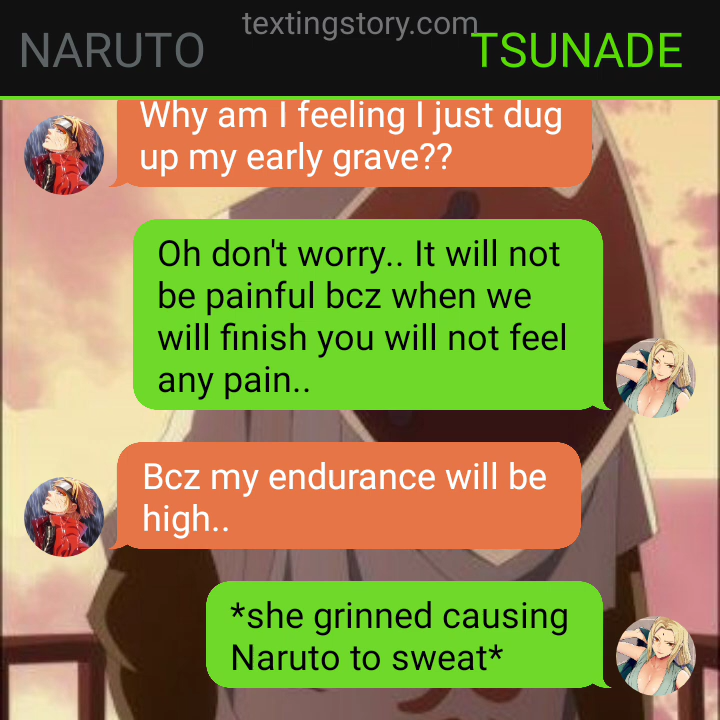 textingstory.com
NARUTO
TSUNADE
Why am I feeling I just dug
up my early grave??
Oh don't worry.. It will not
be painful bcz when we
will finish you will not feel
any pain..
Bcz my endurance will be
high..
*she grinned causing
Naruto to sweat*